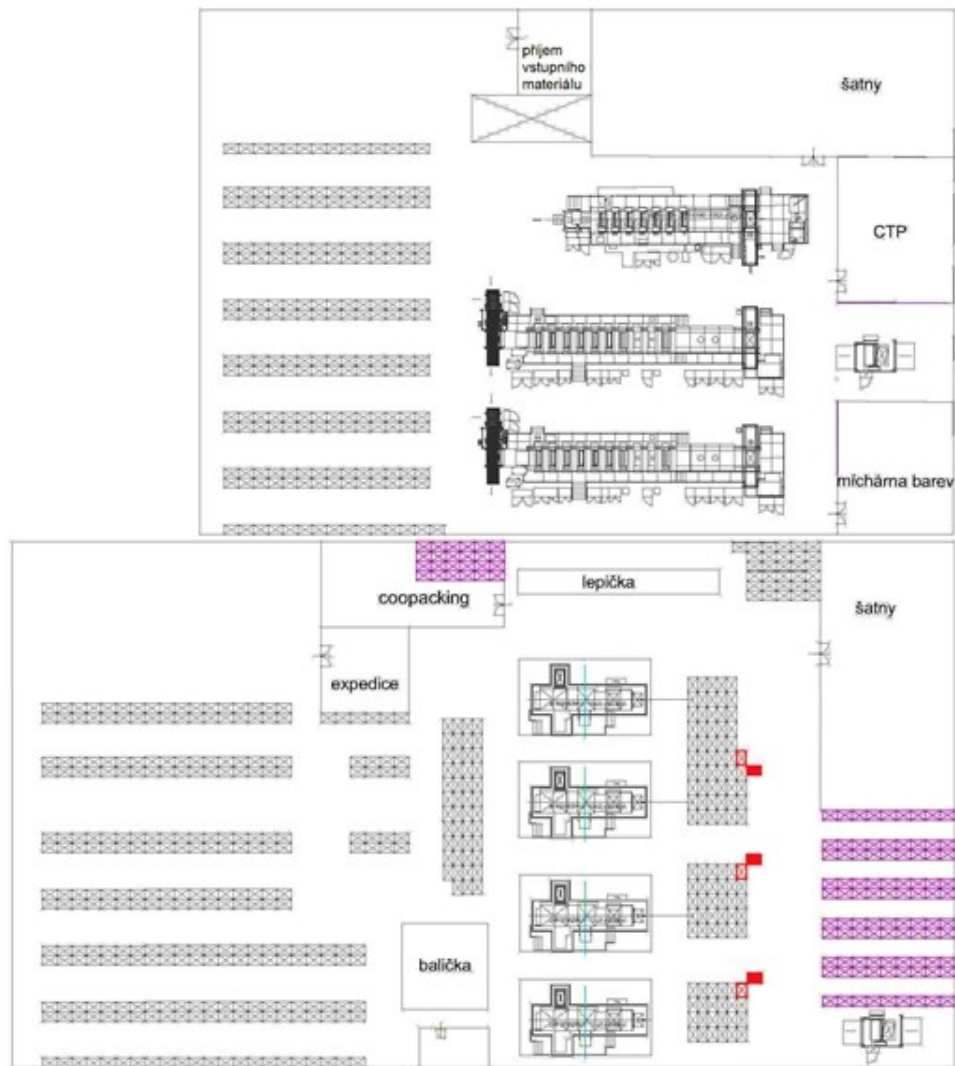 příjem
vstupního
materiálu
šatny
CTP
míchárna barev
coopacking
lepička
šatny
expedice
balička